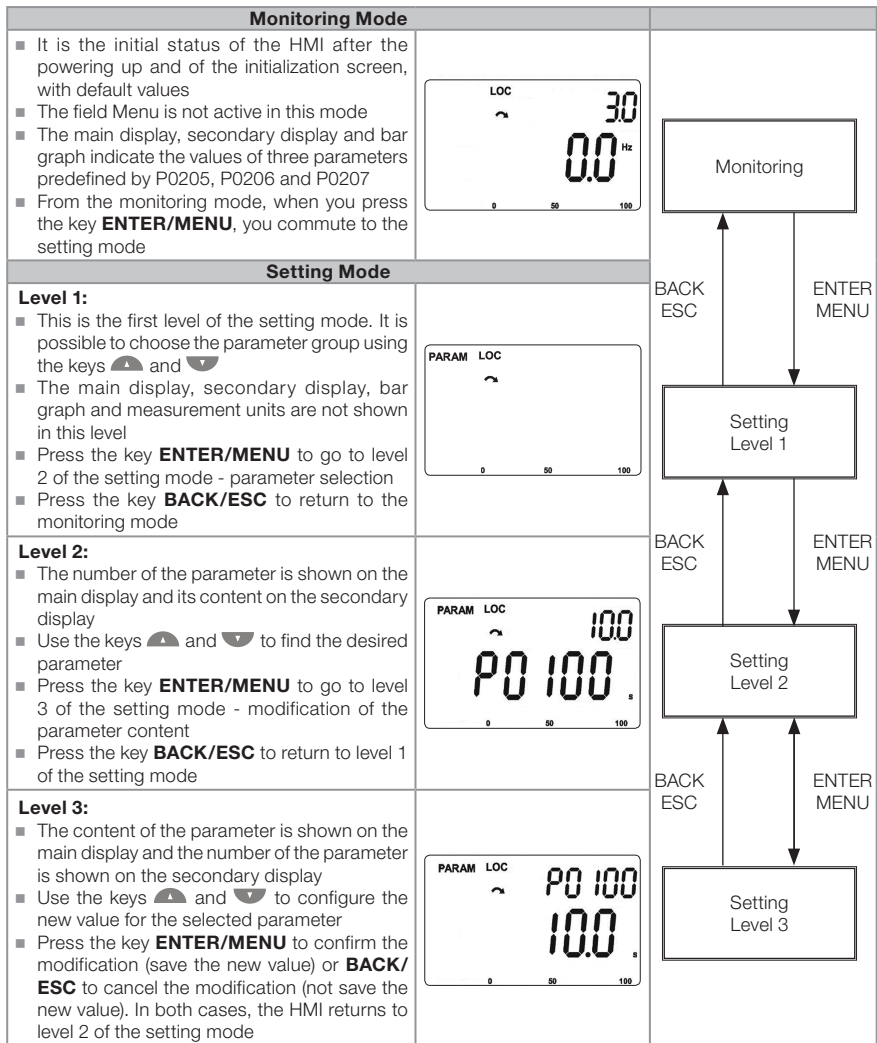 Monitoring Mode
■ It is the initial status of the HMI after the
powering up and of the initialization screen,
with default values
■ The field Menu is not active in this mode
■ The main display, secondary display and bar
graph indicate the values of three parameters
predefined by P0205, P0206 and P0207
■ From the monitoring mode, when you press
the key ENTER/MENU, you commute to the
setting mode
LOC
3.0
0.0 Hz
0 50 100
Setting Mode
Level 1:
■ This is the first level of the setting mode. It is
possible to choose the parameter group using
the keys and
■ The main display, secondary display, bar
graph and measurement units are not shown
in this level
■ Press the key ENTER/MENU to go to level
2 of the setting mode - parameter selection
■ Press the key BACK/ESC to return to the
monitoring mode
PARAM LOC
0 50 100
Level 2:
■ The number of the parameter is shown on the
main display and its content on the secondary
display
■ Use the keys and to find the desired
parameter
■ Press the key ENTER/MENU to go to level
3 of the setting mode - modification of the
parameter content
■ Press the key BACK/ESC to return to level 1
of the setting mode
PARAM LOC
10.0
P0100 s
0 50 100
Level 3:
■ The content of the parameter is shown on the
main display and the number of the parameter
is shown on the secondary display
■ Use the keys and to configure the
new value for the selected parameter
■ Press the key ENTER/MENU to confirm the
modification (save the new value) or BACK/
ESC to cancel the modification (not save the
new value). In both cases, the HMI returns to
level 2 of the setting mode
PARAM LOC
P0100
10.0 s
0 50 100
Monitoring
BACK
ESC
ENTER
MENU
Setting
Level 1
BACK
ESC
ENTER
MENU
Setting
Level 2
BACK
ESC
ENTER
MENU
Setting
Level 3